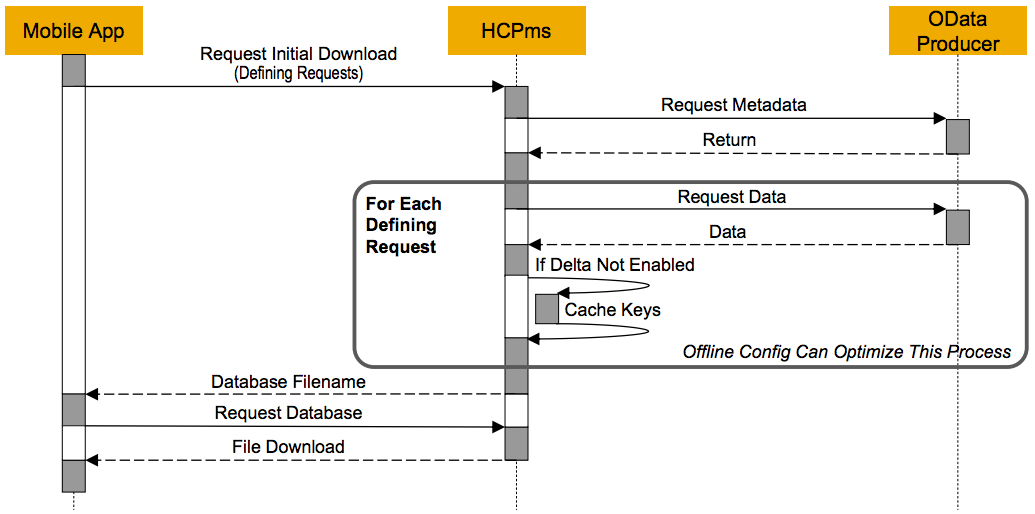 Mobile App
HCPms
OData
Producer
Request Initial Download
(Defining Requests)
Request Metadata
Return
For Each
Defining
Request
Request Data
Data
If Delta Not Enabled
Cache Keys
Offline Config Can Optimize This Process
Database Filename
Request Database
File Download